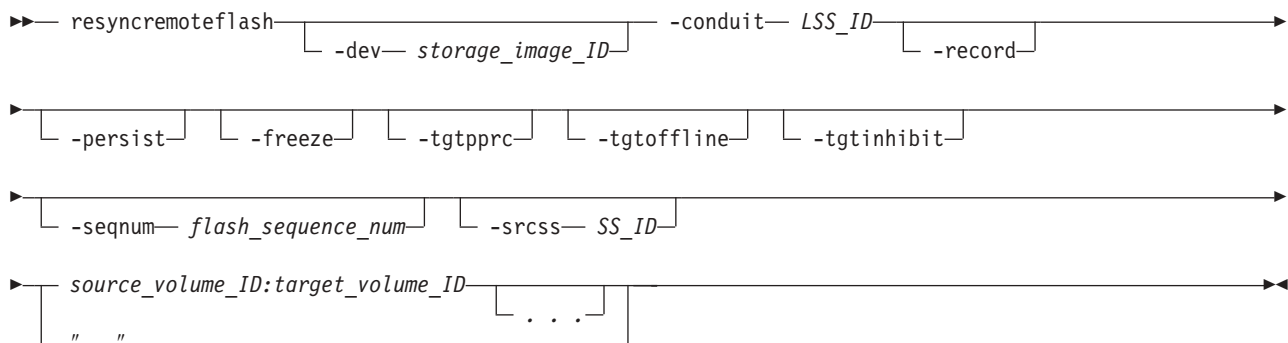 resyncremoteflash -dev storage_image_ID -conduit LSS_ID -record
-persist -freeze -tgtpprc -tgtoffline -tgtinhibit
-seqnum flash_sequence_num -srcss SS_ID
source_volume_ID:target_volume_ID . . .
" "